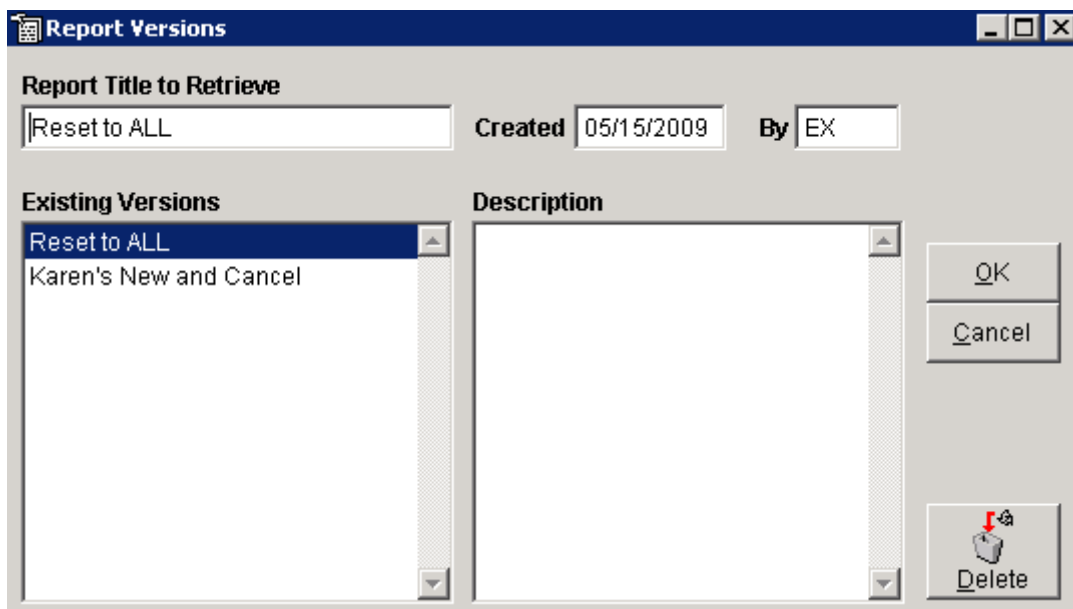 Report Versions
Report Title to Retrieve
Reset to ALL
Created 05/15/2009
By EX
Existing Versions
Reset to ALL
Karen's New and Cancel
Description
OK
Cancel
Delete